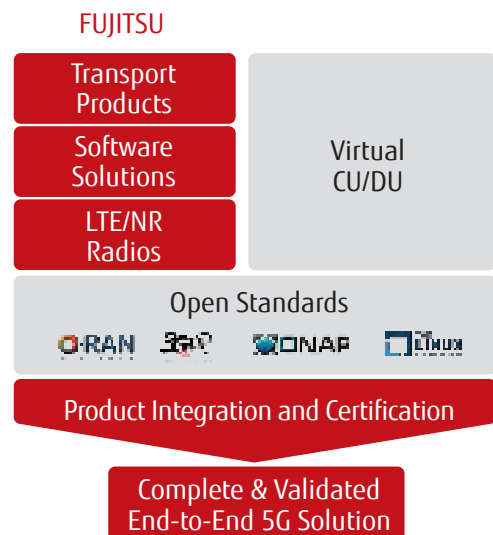 FUJITSU
Transport
Products
Software
Solutions
LTE/NR
Radios
Virtual
CU/DU
Open Standards
O-RAN
ONAP
LINUX
Product Integration and Certification
Complete & Validated
End-to-End 5G Solution